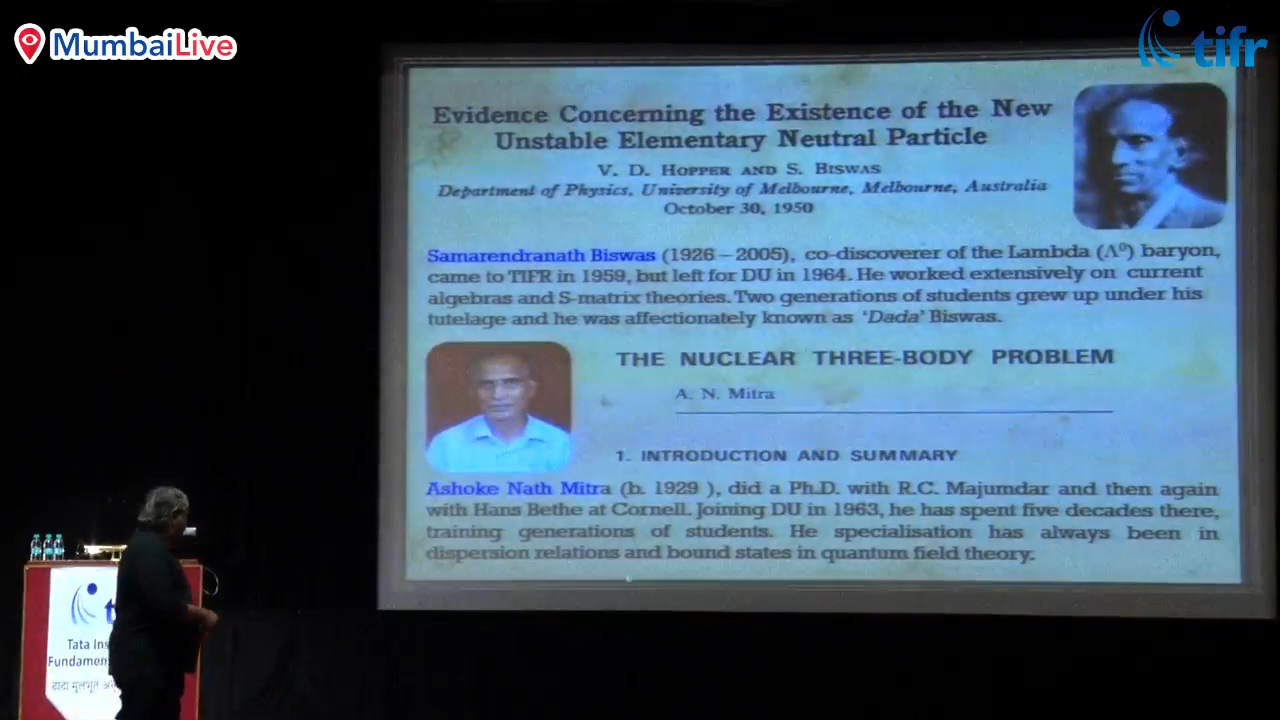 MumbaiLive
tifr
Evidence Concerning the Existence of the New
Unstable Elementary Neutral Particle
V. D. HOPPER AND S. BISWAS
Department of Physics, University of Melbourne, Melbourne, Australia
October 30, 1950
Samarendranath Biswas (1926 – 2005), co-discoverer of the Lambda (Λ⁰) baryon,
came to TIFR in 1959, but left for DU in 1964. He worked extensively on current
algebras and S-matrix theories. Two generations of students grew up under his
tutelage and he was affectionately known as ‘Dada’ Biswas.
THE NUCLEAR THREE-BODY PROBLEM
A. N. Mitra
1. INTRODUCTION AND SUMMARY
Ashoke Nath Mitra (b. 1929 ), did a Ph.D. with R.C. Majumdar and then again
with Hans Bethe at Cornell. Joining DU in 1963, he has spent five decades there,
training generations of students. He specialisation has always been in
dispersion relations and bound states in quantum field theory.
Tata Ins
Fundamen
टाटा मूलभूत